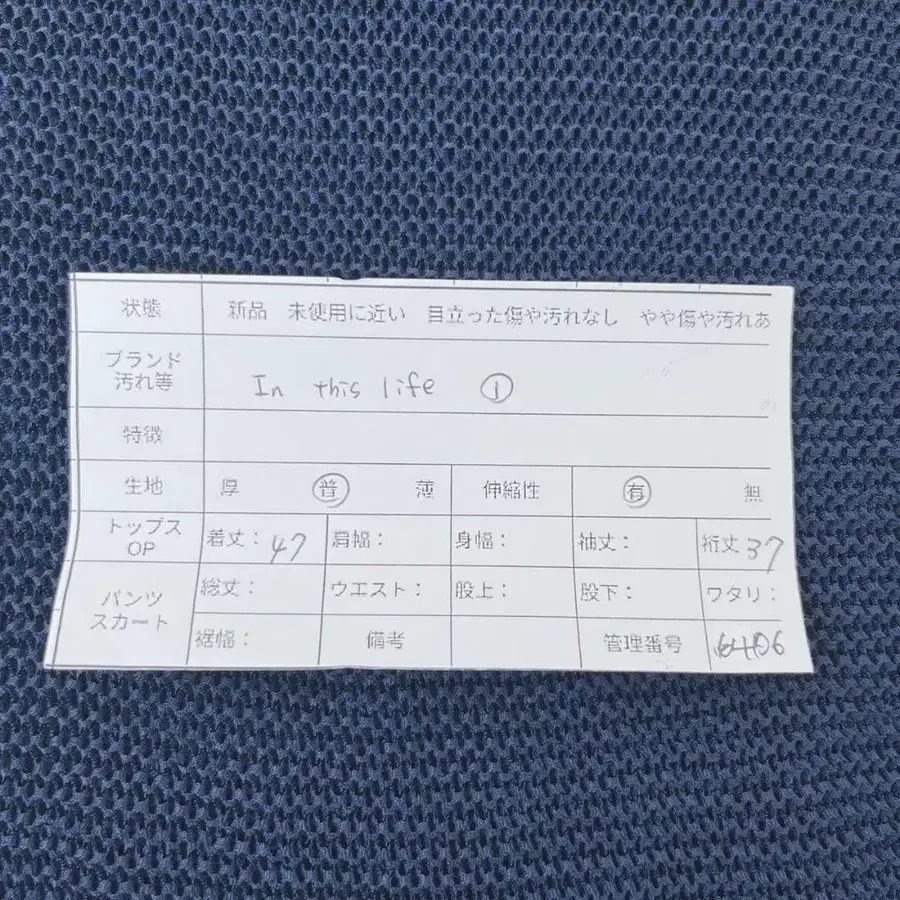 状態 新品 未使用に近い 目立った傷や汚れなし やや傷や汚れあ
ブランド
汚れ等 In this life ①
特徴
生地 厚 普 薄 伸縮性 有 無
トップス
OP 着丈: 47 肩幅: 身幅: 袖丈: 裄丈 37
パンツ
スカート 総丈: ウエスト: 股上: 股下: ワタリ:
裾幅: 備考 管理番号